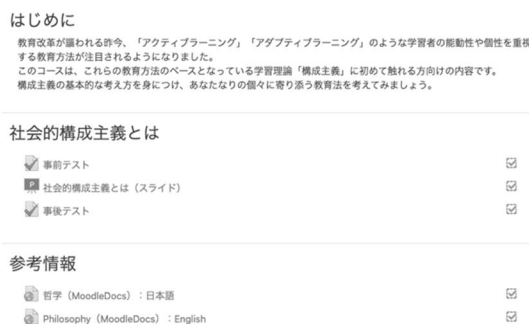 はじめに
教育改革が謳われる昨今、「アクティブラーニング」「アダプティブラーニング」のような学習者の能動性や個性を重視
する教育方法が注目されるようになりました。
このコースは、これらの教育方法のベースとなっている学習理論「構成主義」に初めて触れる方向けの内容です。
構成主義の基本的な考え方を身につけ、あなたなりの個々に寄り添う教育法を考えてみましょう。
社会的構成主義とは
事前テスト
社会的構成主義とは（スライド）
事後テスト
参考情報
哲学（MoodleDocs）：日本語
Philosophy（MoodleDocs）：English